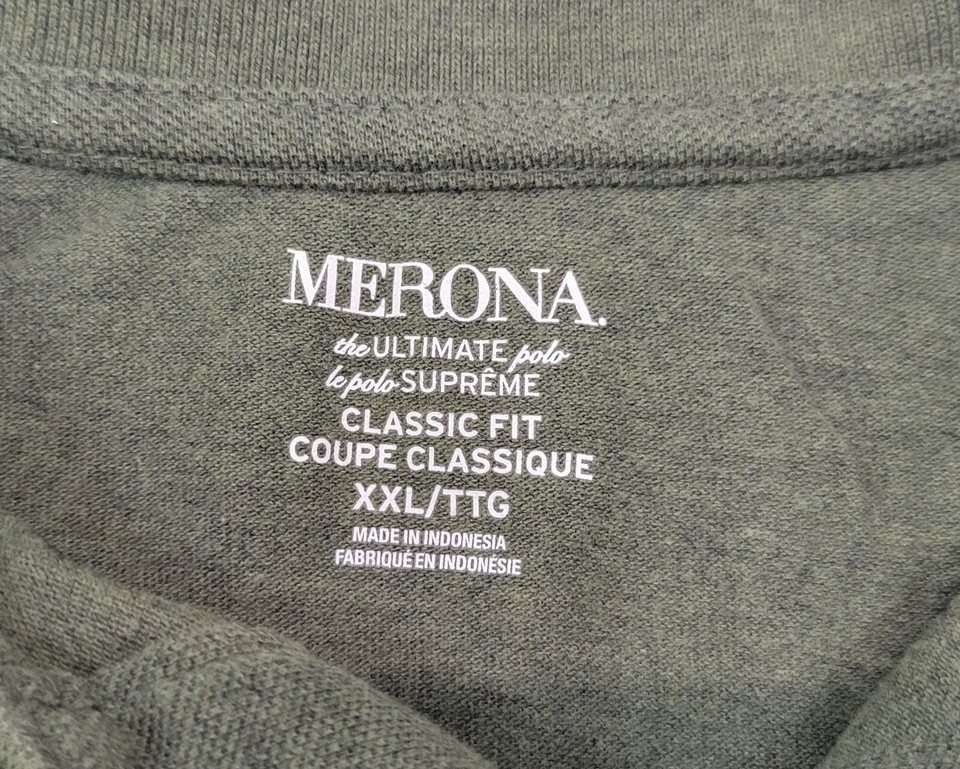 MERONA.
the ULTIMATE polo
le polo SUPRÊME
CLASSIC FIT
COUPE CLASSIQUE
XXL/TTG
MADE IN INDONESIA
FABRIQUÉ EN INDONÉSIE